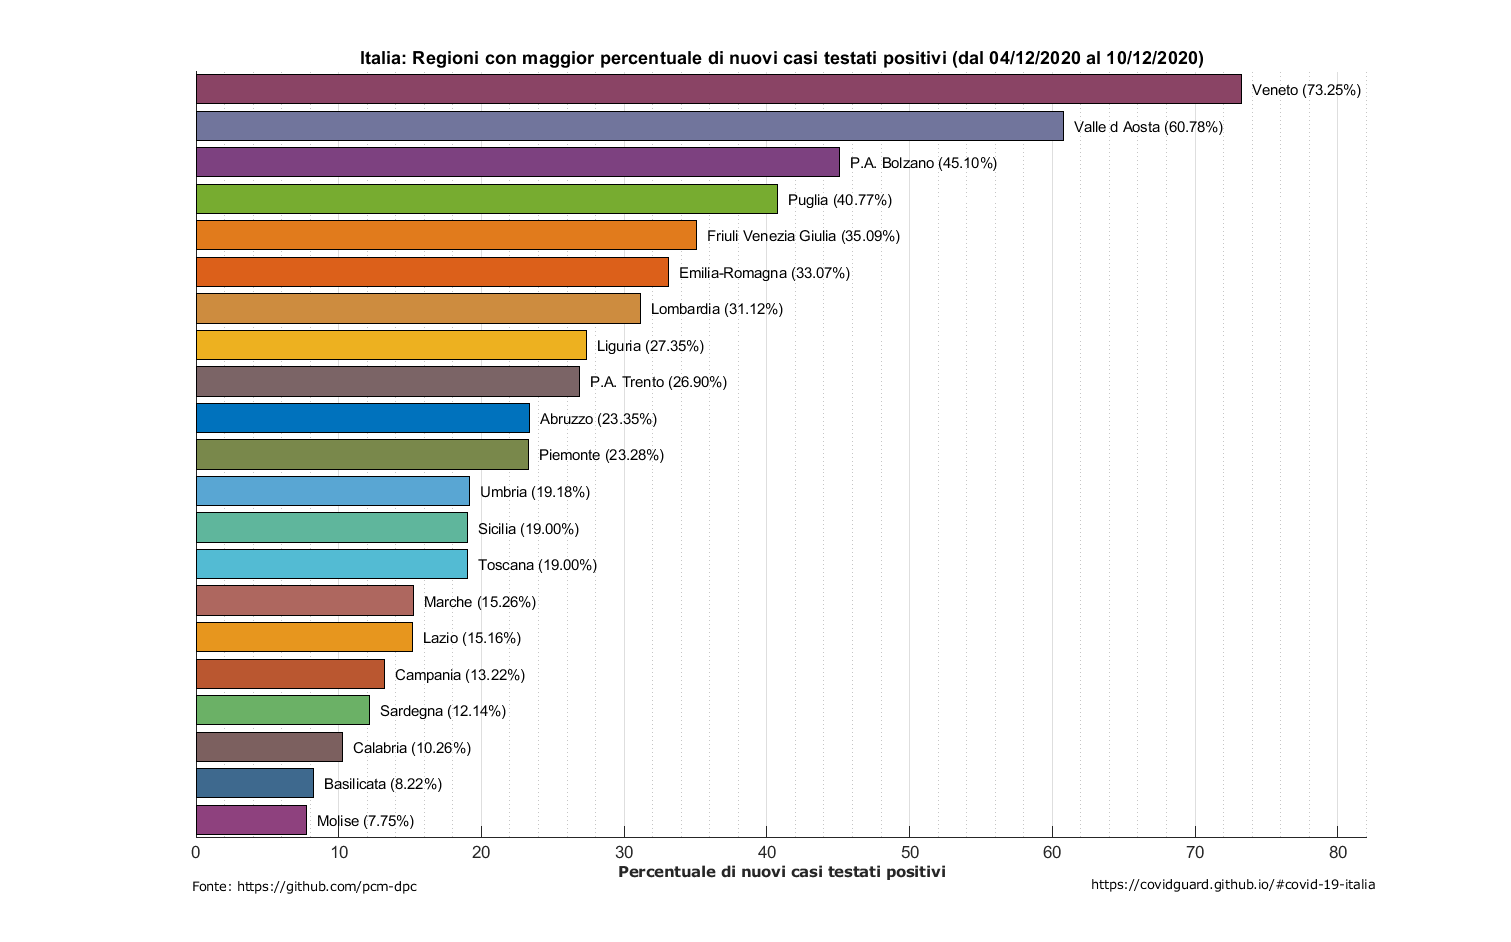 Italia: Regioni con maggior percentuale di nuovi casi testati positivi (dal 04/12/2020 al 10/12/2020)
Veneto (73.25%)
Valle d Aosta (60.78%)
P.A. Bolzano (45.10%)
Puglia (40.77%)
Friuli Venezia Giulia (35.09%)
Emilia-Romagna (33.07%)
Lombardia (31.12%)
Liguria (27.35%)
P.A. Trento (26.90%)
Abruzzo (23.35%)
Piemonte (23.28%)
Umbria (19.18%)
Sicilia (19.00%)
Toscana (19.00%)
Marche (15.26%)
Lazio (15.16%)
Campania (13.22%)
Sardegna (12.14%)
Calabria (10.26%)
Basilicata (8.22%)
Molise (7.75%)
0 10 20 30 40 50 60 70 80
Percentuale di nuovi casi testati positivi
Fonte: https://github.com/pcm-dpc
https://covidguard.github.io/#covid-19-italia